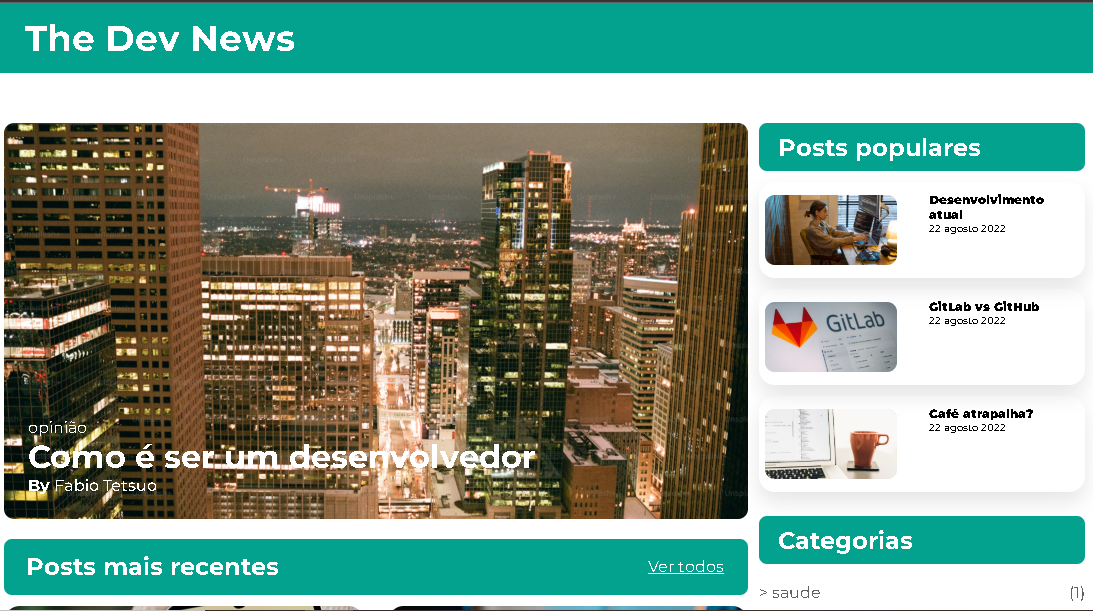 The Dev News
opinião
Como é ser um desenvolvedor
By Fabio Tetsuo
Posts mais recentes
Ver todos
Posts populares
Desenvolvimento
atual
22 agosto 2022
GitLab vs GitHub
22 agosto 2022
GitLab
Café atrapalha?
22 agosto 2022
Categorias
> saude
(1)